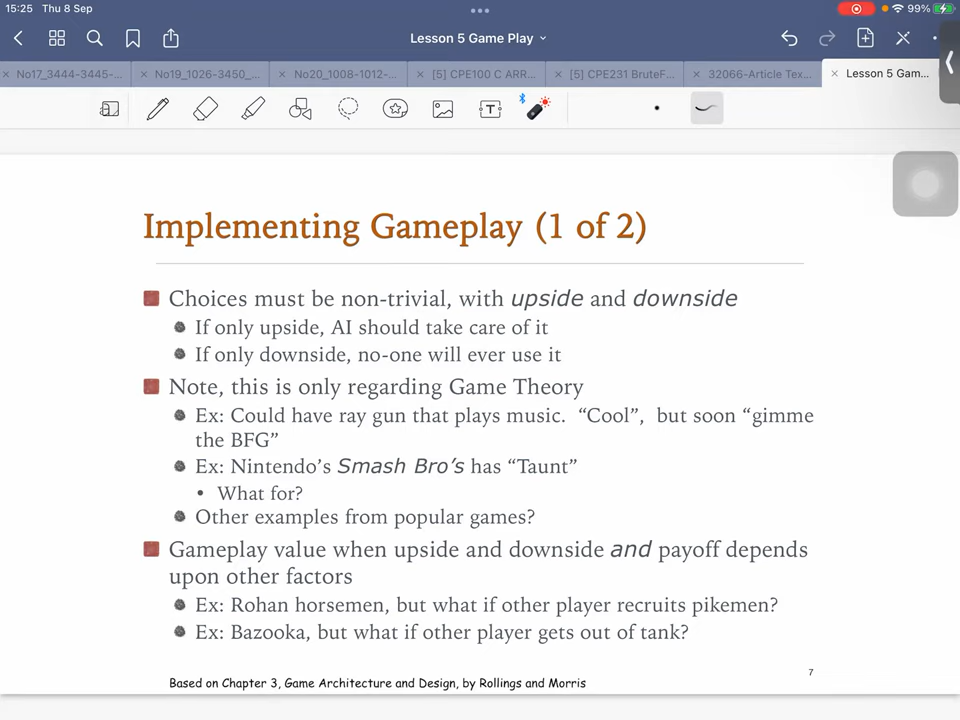 15:25 Thu 8 Sep
99%
Lesson 5 Game Play
No17_3444-3445-...
No19_1026-3450_...
No20_1008-1012-...
[5] CPE100 C ARR...
[5] CPE231 BruteF...
32066-Article Tex...
Lesson 5 Gam...
T
Implementing Gameplay (1 of 2)
Choices must be non-trivial, with upside and downside
If only upside, AI should take care of it
If only downside, no-one will ever use it
Note, this is only regarding Game Theory
Ex: Could have ray gun that plays music. “Cool”, but soon “gimme
the BFG”
Ex: Nintendo’s Smash Bro’s has “Taunt”
• What for?
Other examples from popular games?
Gameplay value when upside and downside and payoff depends
upon other factors
Ex: Rohan horsemen, but what if other player recruits pikemen?
Ex: Bazooka, but what if other player gets out of tank?
7
Based on Chapter 3, Game Architecture and Design, by Rollings and Morris